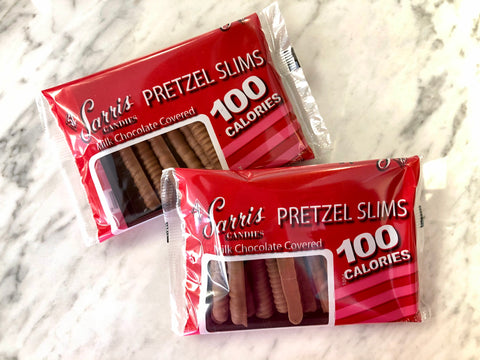 Sarris
CANDIES
PRETZEL SLIMS
Milk Chocolate Covered
100
CALORIES
Sarris
CANDIES
PRETZEL SLIMS
Milk Chocolate Covered
100
CALORIES